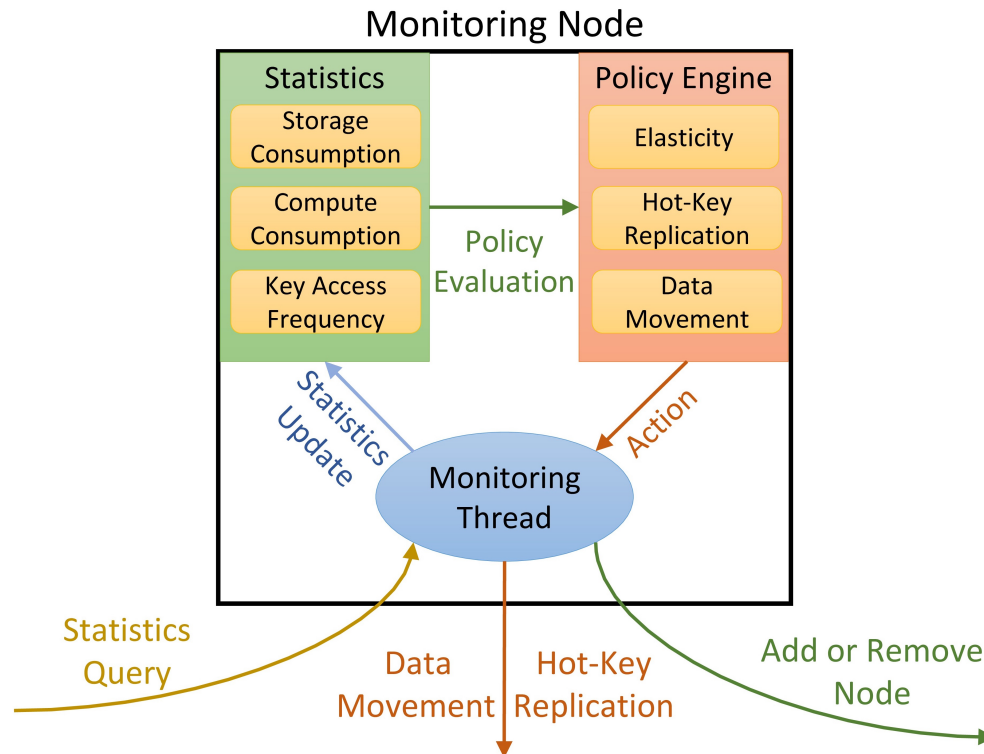 Monitoring Node
Statistics
Storage
Consumption
Compute
Consumption
Key Access
Frequency
Policy
Evaluation
Policy Engine
Elasticity
Hot-Key
Replication
Data
Movement
Statistics
Update
Action
Monitoring
Thread
Statistics
Query
Data
Movement
Hot-Key
Replication
Add or Remove
Node